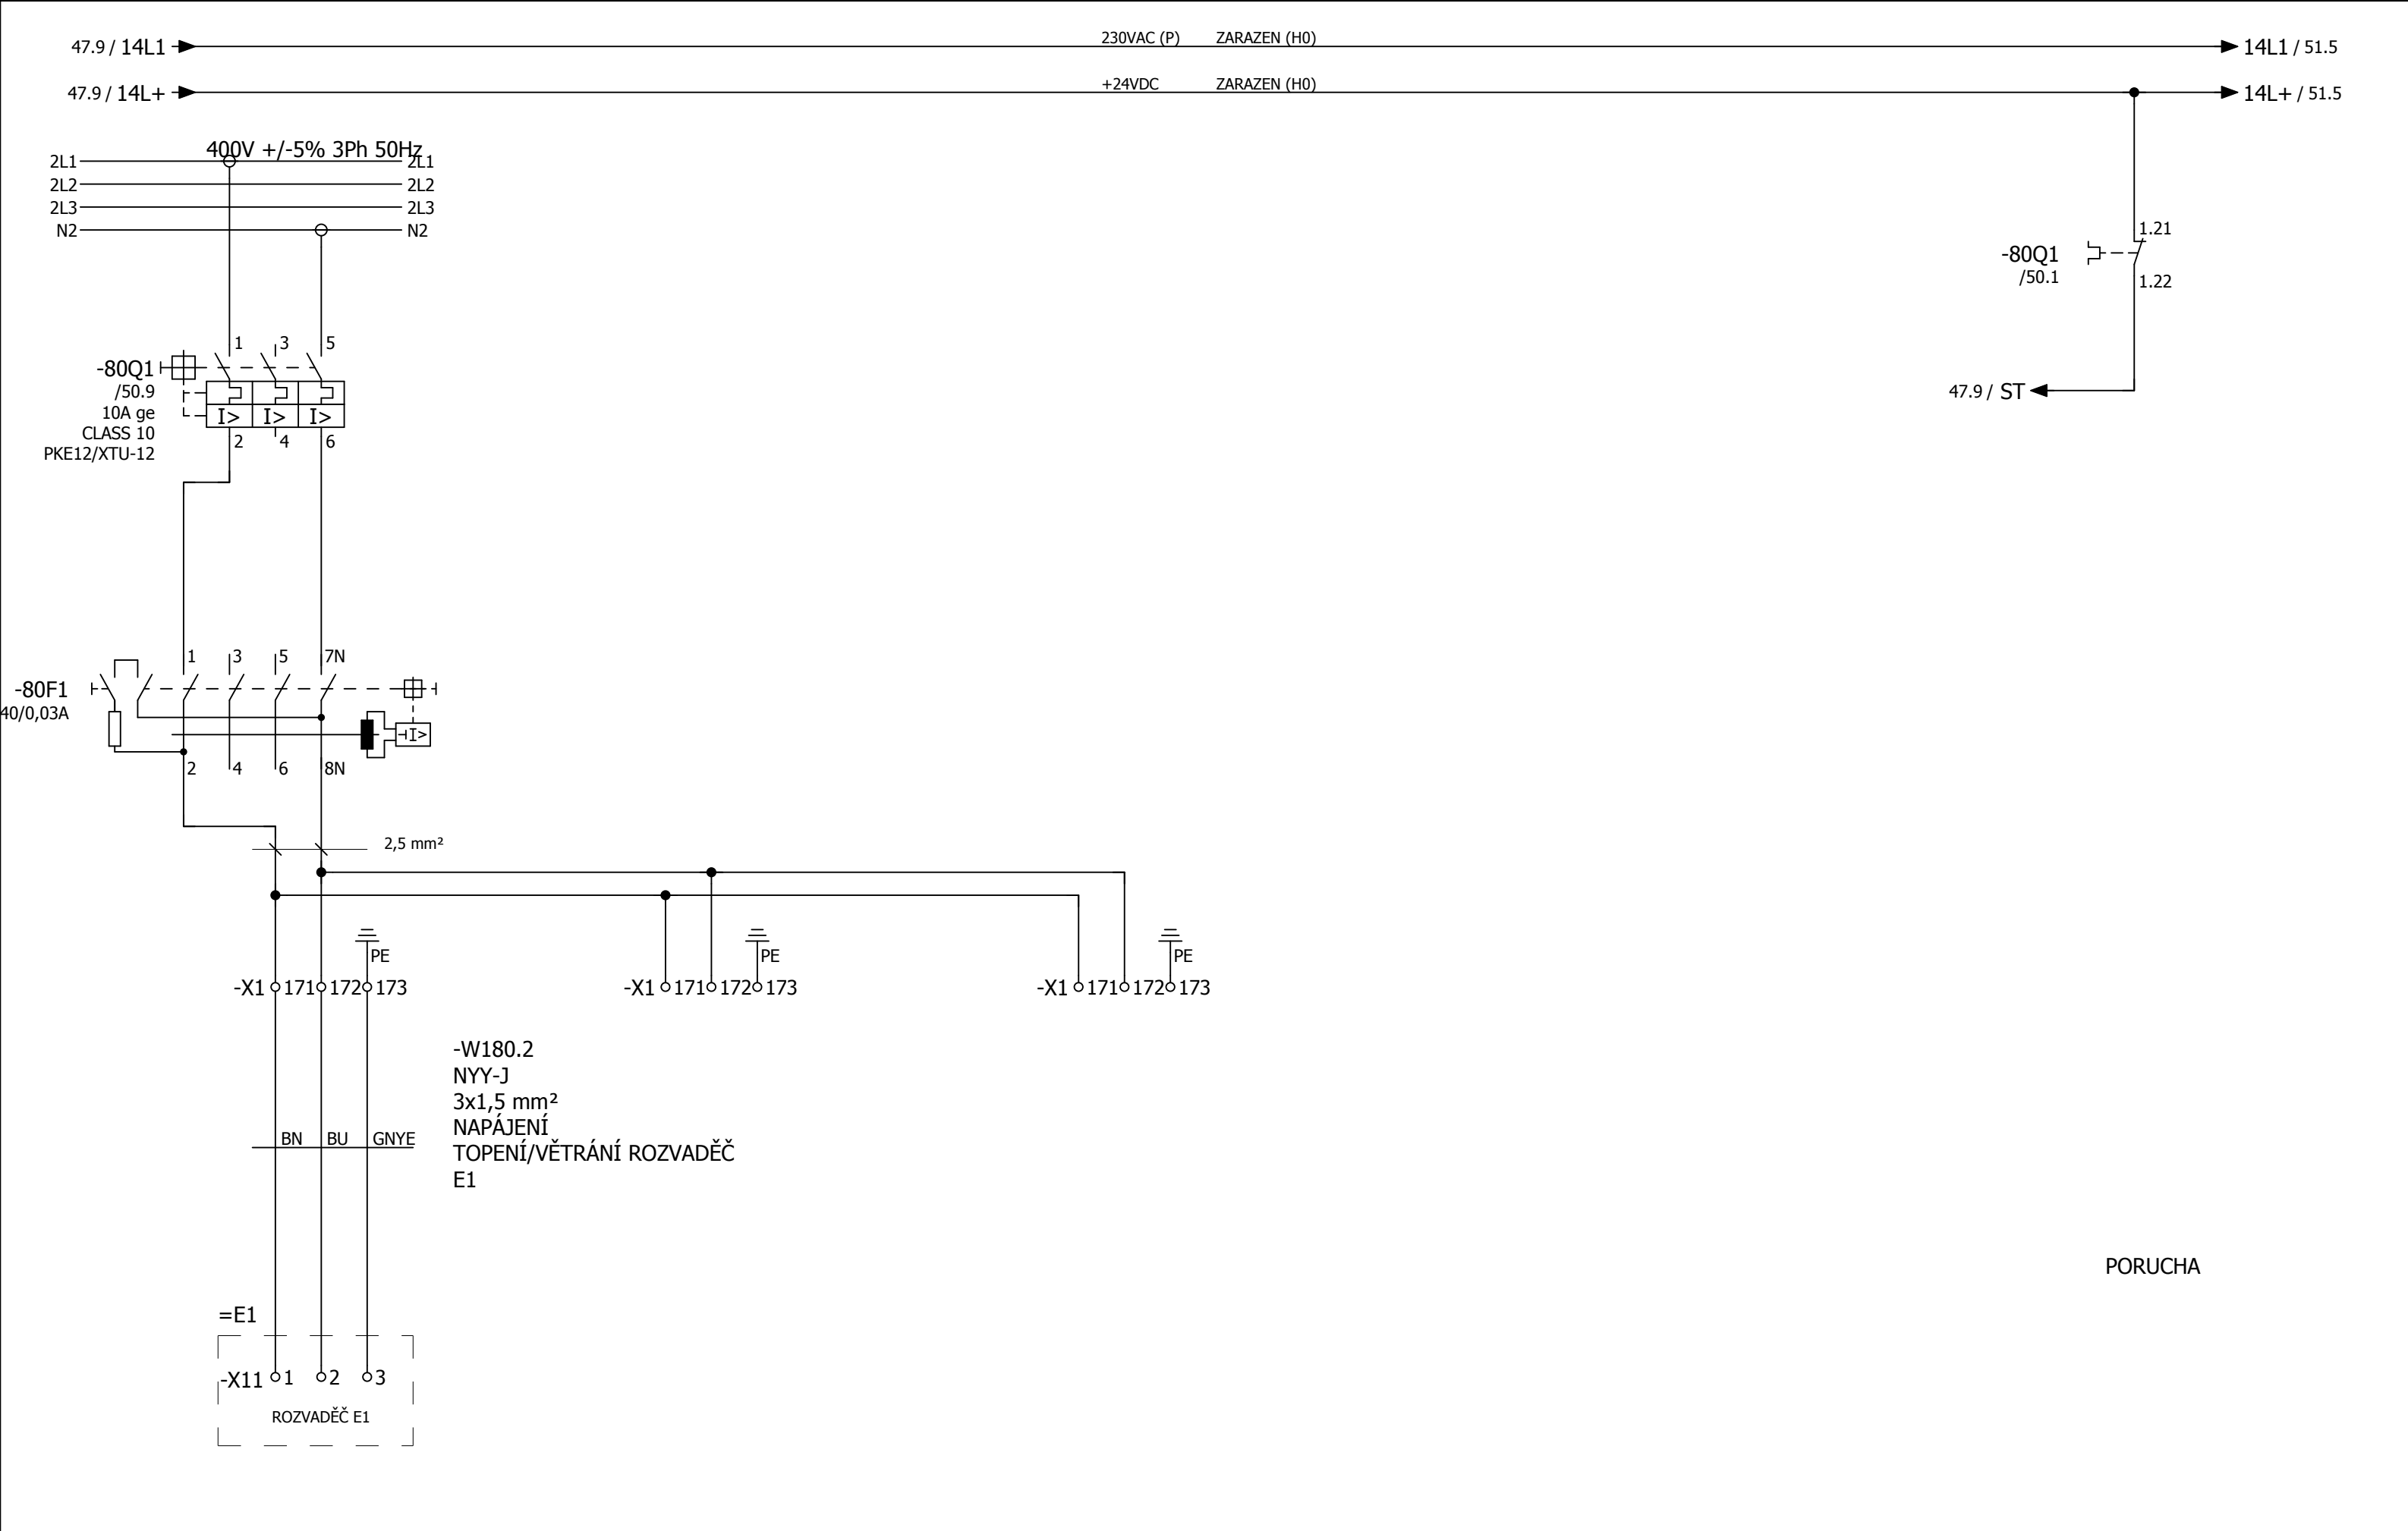 47.9 / 14L1 230VAC (P) ZARAZEN (H0) 14L1 / 51.5
47.9 / 14L+ +24VDC ZARAZEN (H0) 14L+ / 51.5
400V +/-5% 3Ph 50Hz
2L1 2L1
2L2 2L2
2L3 2L3
N2 N2
1.21
-80Q1
/50.1
1.22
1 3 5
-80Q1
/50.9
10A ge
CLASS 10
PKE12/XTU-12
I> I> I>
2 4 6
47.9 / ST
1 3 5 7N
-80F1
40/0,03A
I>
2 4 6 8N
2,5 mm²
PE PE PE
-X1 171 172 173 -X1 171 172 173 -X1 171 172 173
-W180.2
NYY-J
3x1,5 mm²
NAPÁJENÍ
TOPENÍ/VĚTRÁNÍ ROZVADĚČ
E1
BN BU GNYE
PORUCHA
=E1
-X11 1 2 3
ROZVADĚČ E1